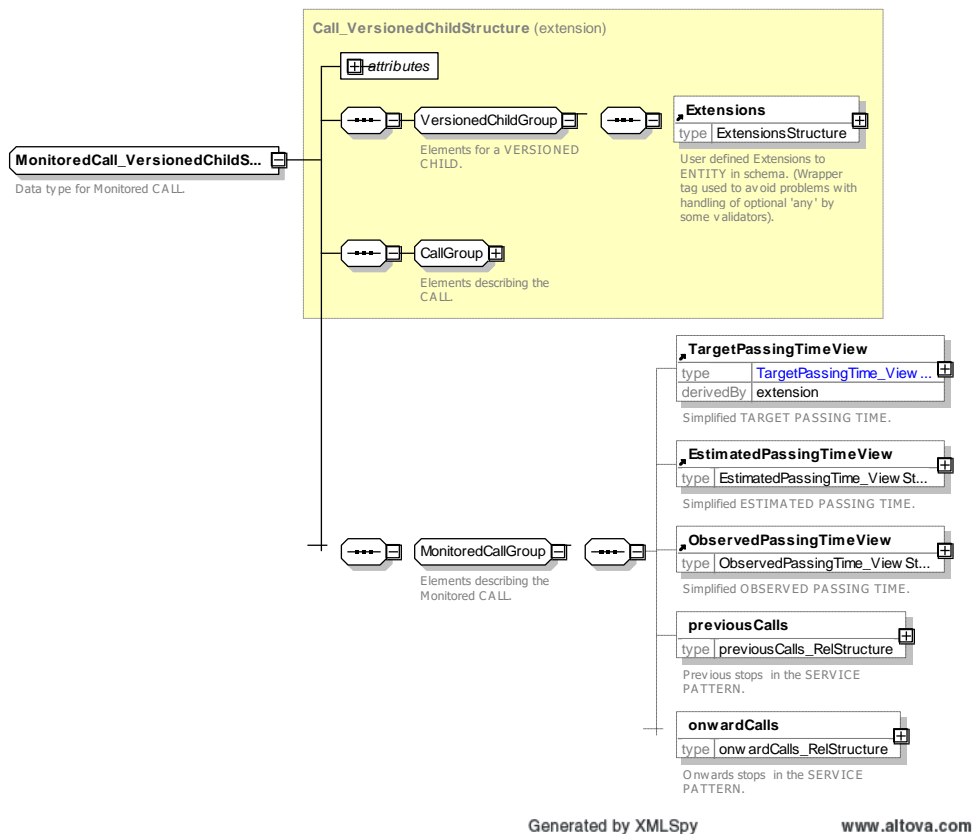 Call_VersionedChildStructure (extension)
attributes
VersionedChildGroup
Elements for a VERSIONED
CHILD.
Extensions
type ExtensionsStructure
User defined Extensions to
ENTITY in schema. (Wrapper
tag used to avoid problems with
handling of optional 'any' by
some validators).
MonitoredCall_VersionedChildS...
Data type for Monitored CALL.
CallGroup
Elements describing the
CALL.
MonitoredCallGroup
Elements describing the
Monitored CALL.
TargetPassingTimeView
type TargetPassingTime_View ...
derivedBy extension
Simplified TARGET PASSING TIME.
EstimatedPassingTimeView
type EstimatedPassingTime_View St...
Simplified ESTIMATED PASSING TIME.
ObservedPassingTimeView
type ObservedPassingTime_View St...
Simplified OBSERVED PASSING TIME.
previousCalls
type previousCalls_RelStructure
Previous stops in the SERVICE
PATTERN.
onwardCalls
type onwardCalls_RelStructure
Onwards stops in the SERVICE
PATTERN.
Generated by XMLSpy www.altova.com